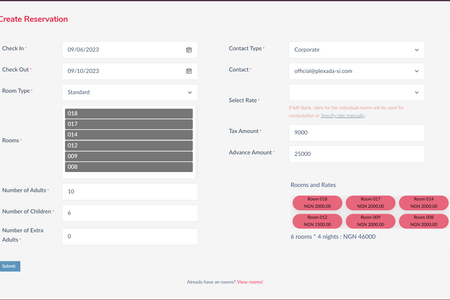 Create Reservation
Check In *
09/06/2023
Check Out *
09/10/2023
Room Type *
Standard
Rooms *
018
017
014
012
009
008
Number of Adults *
10
Number of Children *
6
Number of Extra Adults *
0
Submit
Contact Type *
Corporate
Contact *
official@plexada-si.com
Select Rate *
If left blank, rates for the individual rooms will be used for
computation or Specify rate manually
Tax Amount *
9000
Advance Amount *
25000
Rooms and Rates
Room 018
NGN 2000.00
Room 017
NGN 2000.00
Room 014
NGN 2000.00
Room 012
NGN 1500.00
Room 009
NGN 2000.00
Room 008
NGN 2000.00
6 rooms * 4 nights : NGN 46000
Already have an rooms? View rooms!